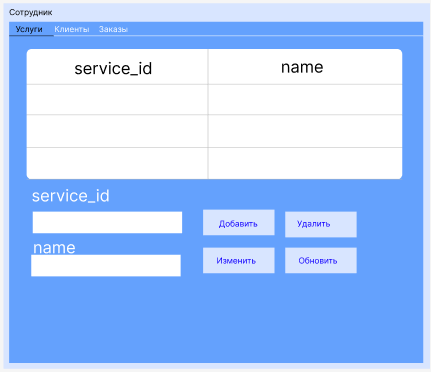 Сотрудник
Услуги Клиенты Заказы
service_id name
service_id
Добавить Удалить
name
Изменить Обновить